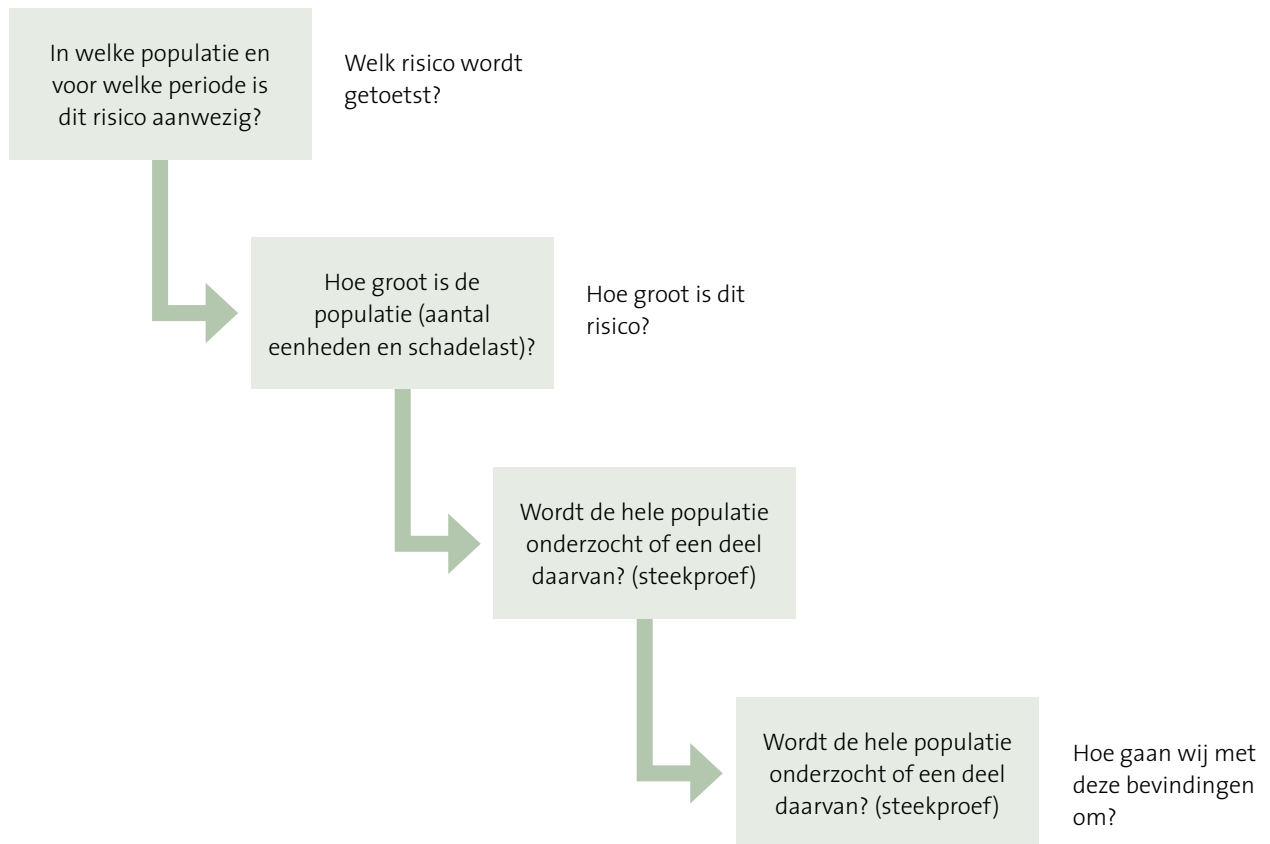 In welke populatie en
voor welke periode is
dit risico aanwezig?
Welk risico wordt
getoetst?
Hoe groot is de
populatie (aantal
eenheden en schadelast)?
Hoe groot is dit
risico?
Wordt de hele populatie
onderzocht of een deel
daarvan? (steekproef)
Wordt de hele populatie
onderzocht of een deel
daarvan? (steekproef)
Hoe gaan wij met
deze bevindingen
om?